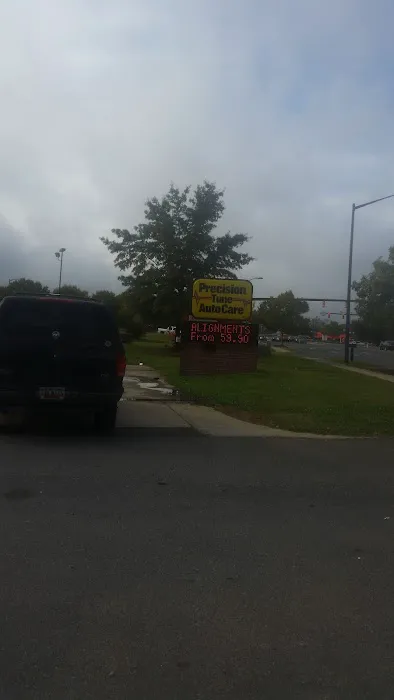 Precision
Tune
AutoCare
ALIGNMENTS
From 59.90